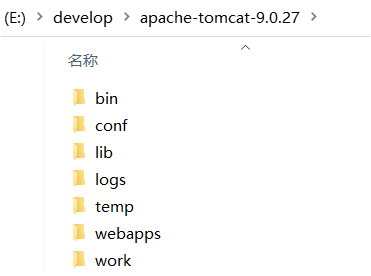 (E:) > develop > apache-tomcat-9.0.27 >
名称
bin
conf
lib
logs
temp
webapps
work